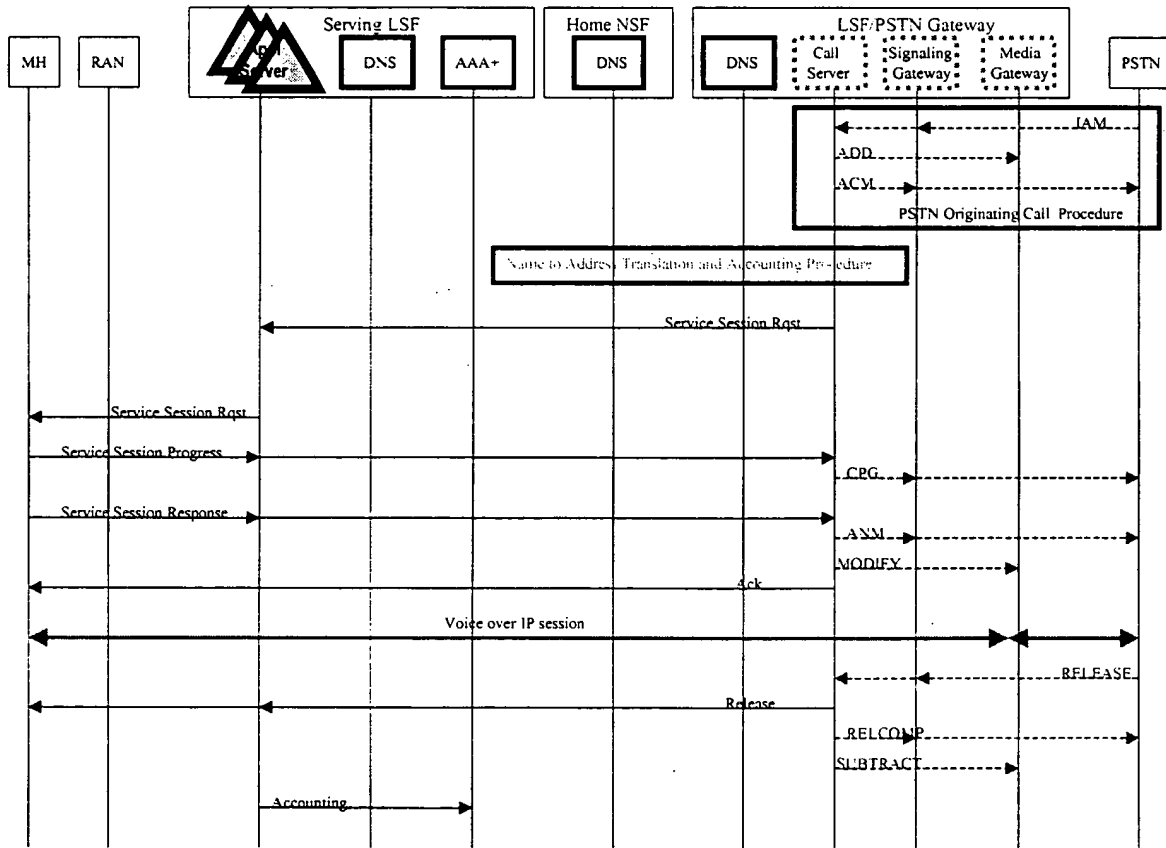 Serving LSF
Home NSF
LSF/PSTN Gateway
MH
RAN
Server
DNS
AAA+
DNS
DNS
Call
Server
Signaling
Gateway
Media
Gateway
PSTN
IAM
ADD
ACM
PSTN Originating Call Procedure
Name to Address Translation and Accounting Procedure
Service Session Rqst
Service Session Rqst
Service Session Progress
CPG
Service Session Response
ANM
MODIFY
Ack
Voice over IP session
RELEASE
Release
RELCOMP
SUBTRACT
Accounting